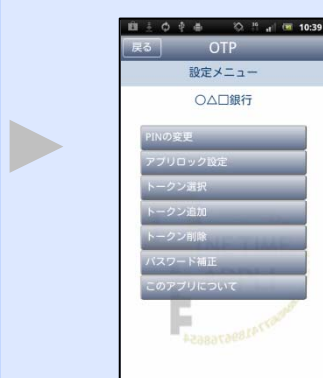 10:39
戻る OTP
設定メニュー
○△□銀行
PINの変更
アプリロック設定
トークン選択
トークン追加
トークン削除
パスワード補正
このアプリについて